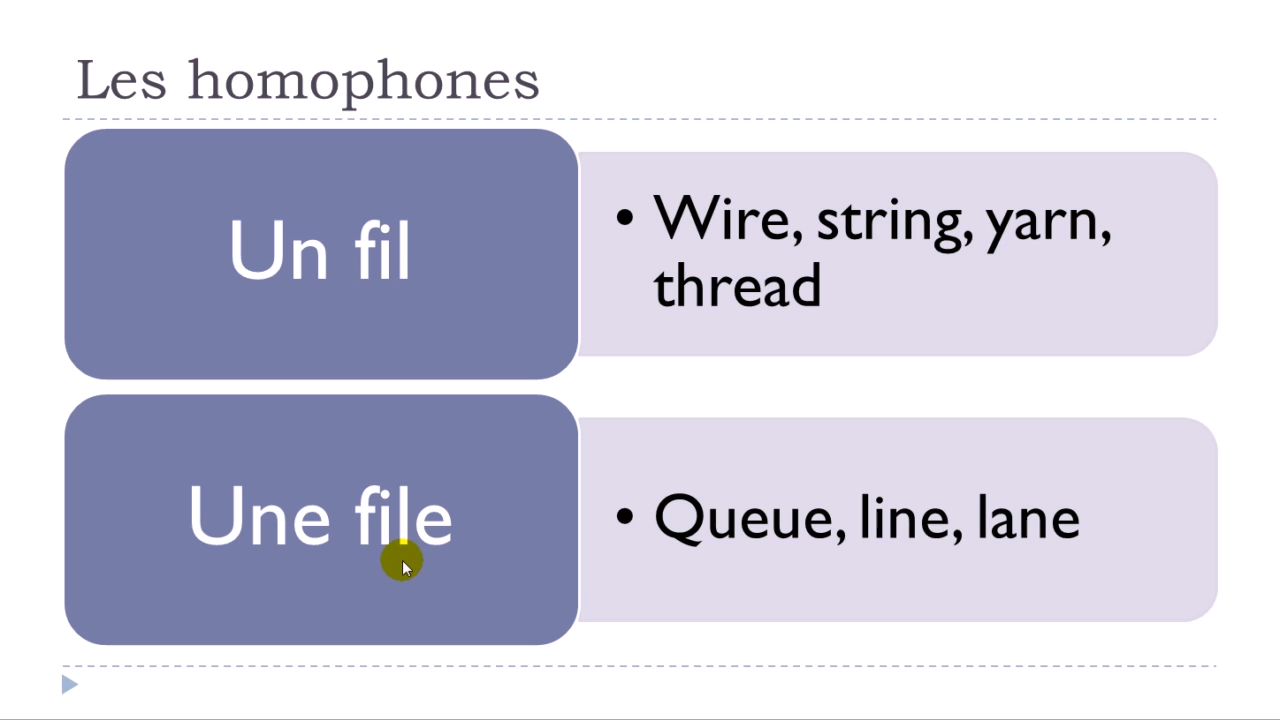 Les homophones
Un fil
• Wire, string, yarn,
thread
Une file
• Queue, line, lane